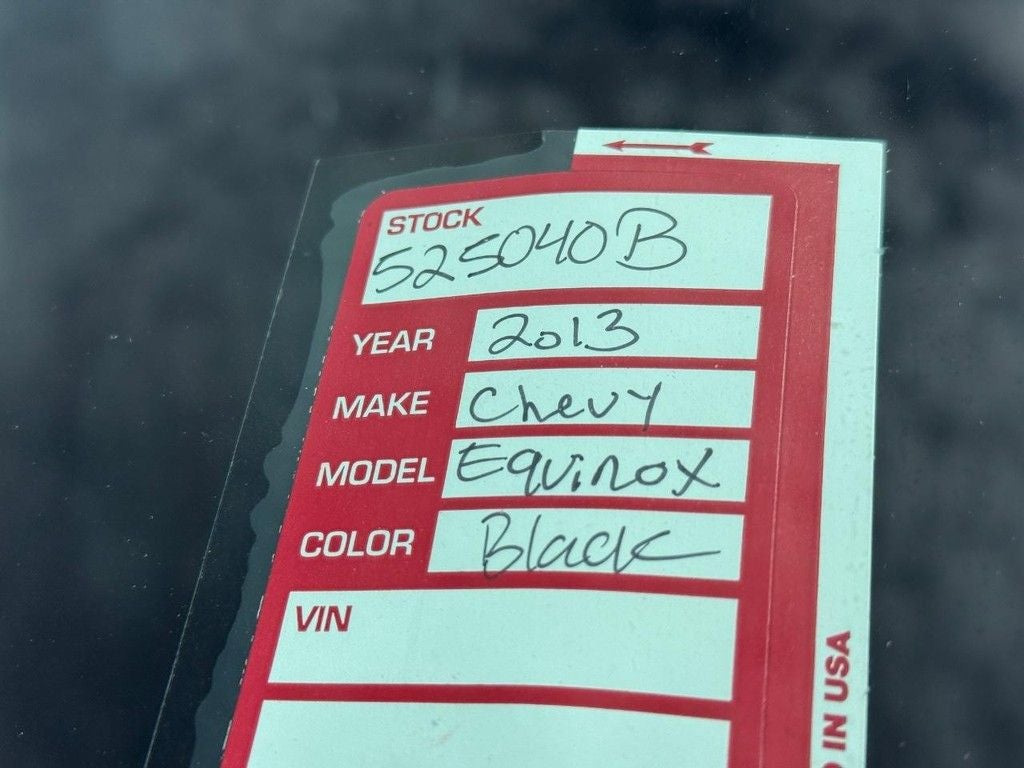 STOCK
525040B
YEAR 2013
MAKE Chevy
MODEL Equinox
COLOR Black
VIN
IN USA